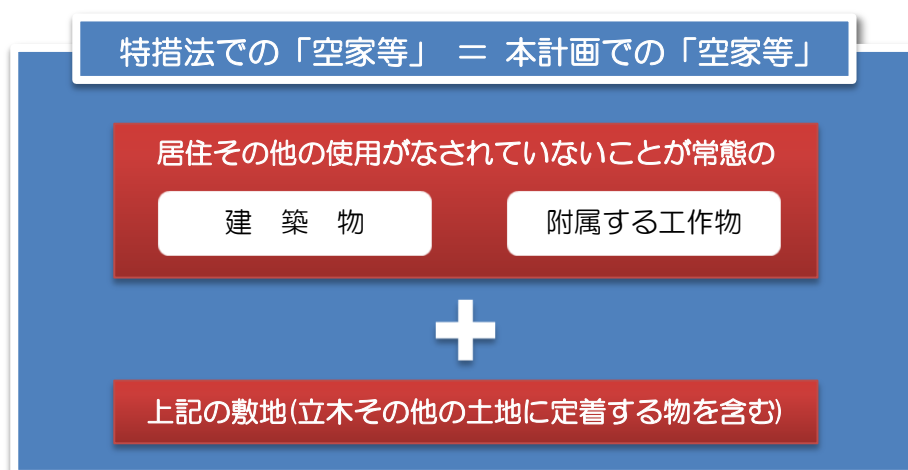 特措法での「空家等」 ＝ 本計画での「空家等」
居住その他の使用がなされていないことが常態の
建 築 物
附属する工作物
上記の敷地(立木その他の土地に定着する物を含む)